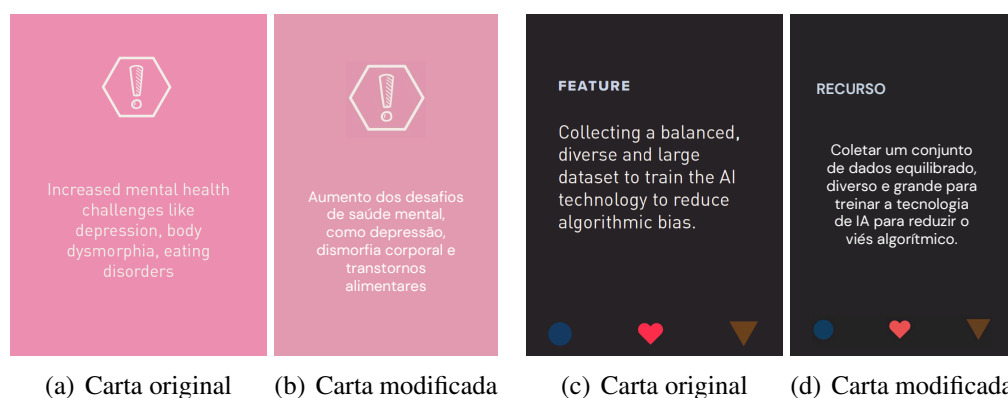 Increased mental health
challenges like
depression, body
dysmorphia, eating
disorders
Aumento dos desafios
de saúde mental,
como depressão,
dismorfia corporal e
transtornos
alimentares
FEATURE
Collecting a balanced,
diverse and large
dataset to train the AI
technology to reduce
algorithmic bias.
RECURSO
Coletar um conjunto
de dados equilibrado,
diverso e grande para
treinar a tecnologia
de IA para reduzir o
viés algorítmico.
(a) Carta original
(b) Carta modificada
(c) Carta original
(d) Carta modificada